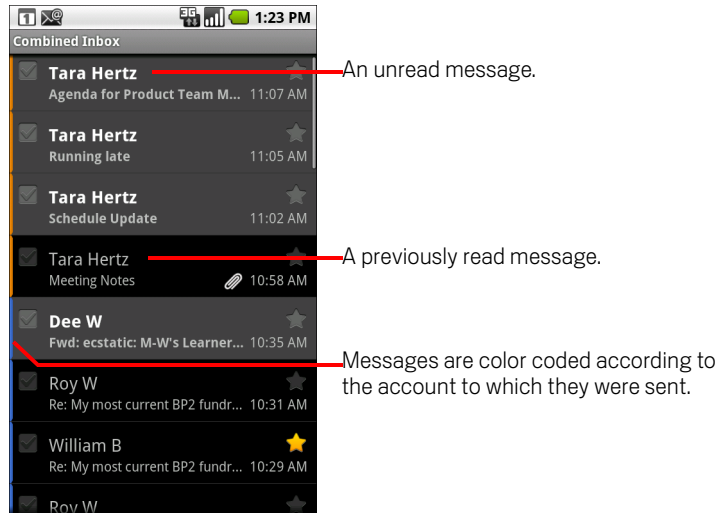 1 @ 3G 1:23 PM
Combined Inbox
Tara Hertz
Agenda for Product Team M... 11:07 AM
An unread message.
Tara Hertz
Running late 11:05 AM
Tara Hertz
Schedule Update 11:02 AM
Tara Hertz
Meeting Notes 10:58 AM
A previously read message.
Dee W
Fwd: ecstatic: M-W's Learner... 10:35 AM
Messages are color coded according to
the account to which they were sent.
Roy W
Re: My most current BP2 fundr... 10:31 AM
William B
Re: My most current BP2 fundr... 10:29 AM
Roy W